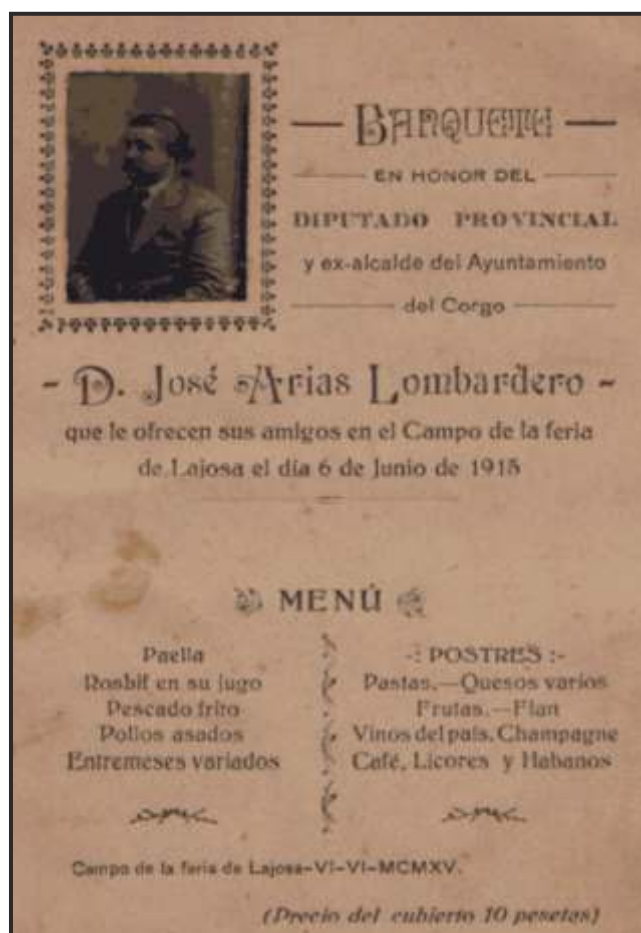 BANQUETE
EN HONOR DEL
DIPUTADO PROVINCIAL
y ex-alcalde del Ayuntamiento
del Corgo
- D. José Arias Lombardero -
que le ofrecen sus amigos en el Campo de la feria
de Lajosa el día 6 de Junio de 1915
MENÚ
Paella
Rosbif en su jugo
Pescado frito
Pollos asados
Entremeses variados
-: POSTRES :-
Pastas.—Quesos varios
Frutas.—Flan
Vinos del país, Champagne
Café, Licores y Habanos
Campo de la feria de Lajosa-VI-VI-MCMXV.
(Precio del cubierto 10 pesetas)